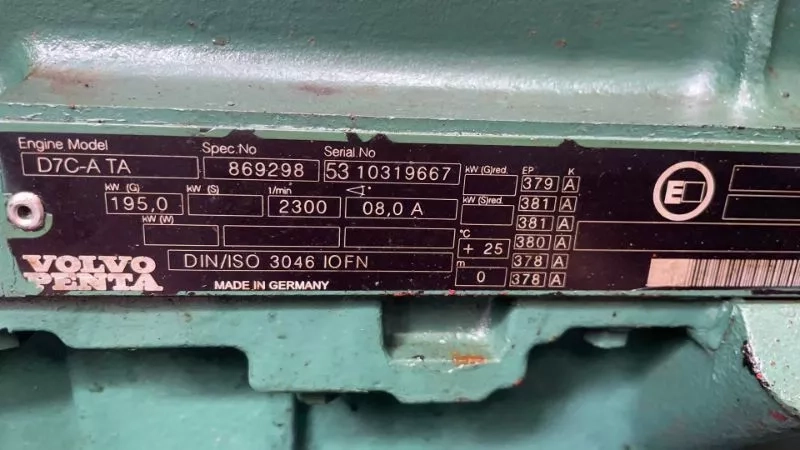 Engine Model Spec.No Serial.No
D7C-A TA 869298 53 10319667 kW (G)red. EP K
379 A
kW (G) kW (S) 1/min °
195,0 2300 08,0 A kW (S)red. 381 A
381 A
kW (W) °C 380 A
DIN/ISO 3046 IOFN + 25 378 A
m
0 378 A
VOLVO
PENTA
MADE IN GERMANY
E